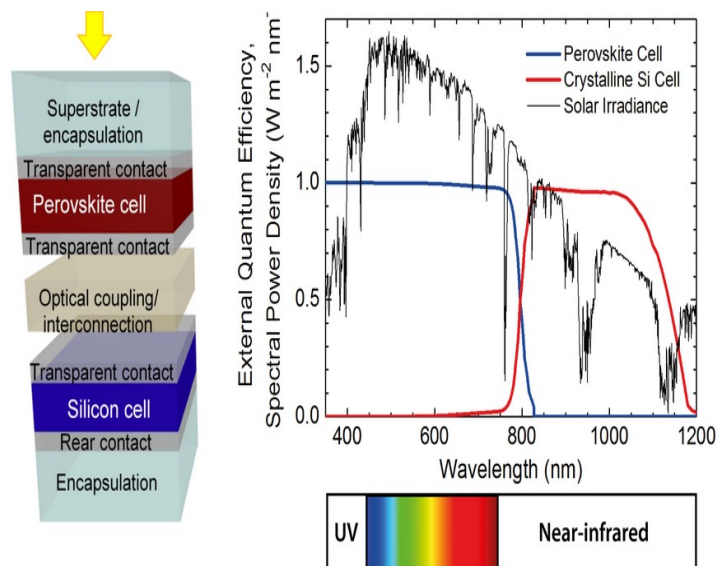 Superstrate /
encapsulation
Transparent contact
Perovskite cell
Transparent contact
Optical coupling/
interconnection
Transparent contact
Silicon cell
Rear contact
Encapsulation
External Quantum Efficiency,
Spectral Power Density (W m-2 nm-
1.5
1.0
0.5
0.0
Perovskite Cell
Crystalline Si Cell
Solar Irradiance
400 600 800 1000 1200
Wavelength (nm)
UV
Near-infrared